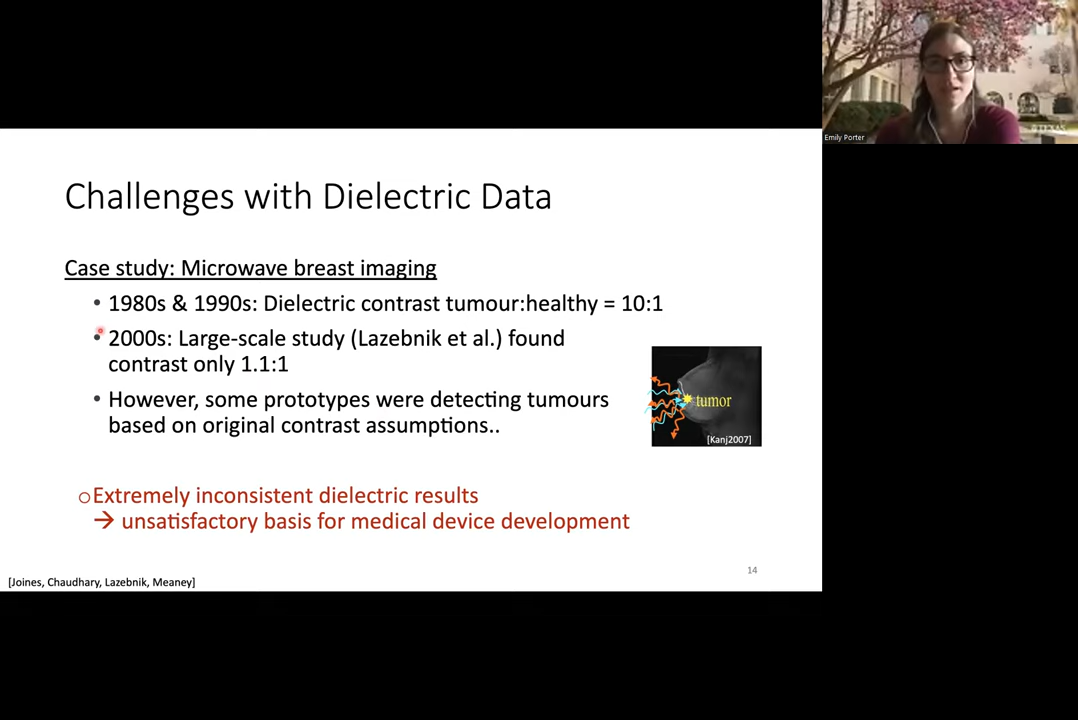 Emily Porter
Challenges with Dielectric Data
Case study: Microwave breast imaging
• 1980s & 1990s: Dielectric contrast tumour:healthy = 10:1
• 2000s: Large-scale study (Lazebnik et al.) found
contrast only 1.1:1
• However, some prototypes were detecting tumours
based on original contrast assumptions..
tumor
[Kanj2007]
○Extremely inconsistent dielectric results
→ unsatisfactory basis for medical device development
14
[Joines, Chaudhary, Lazebnik, Meaney]